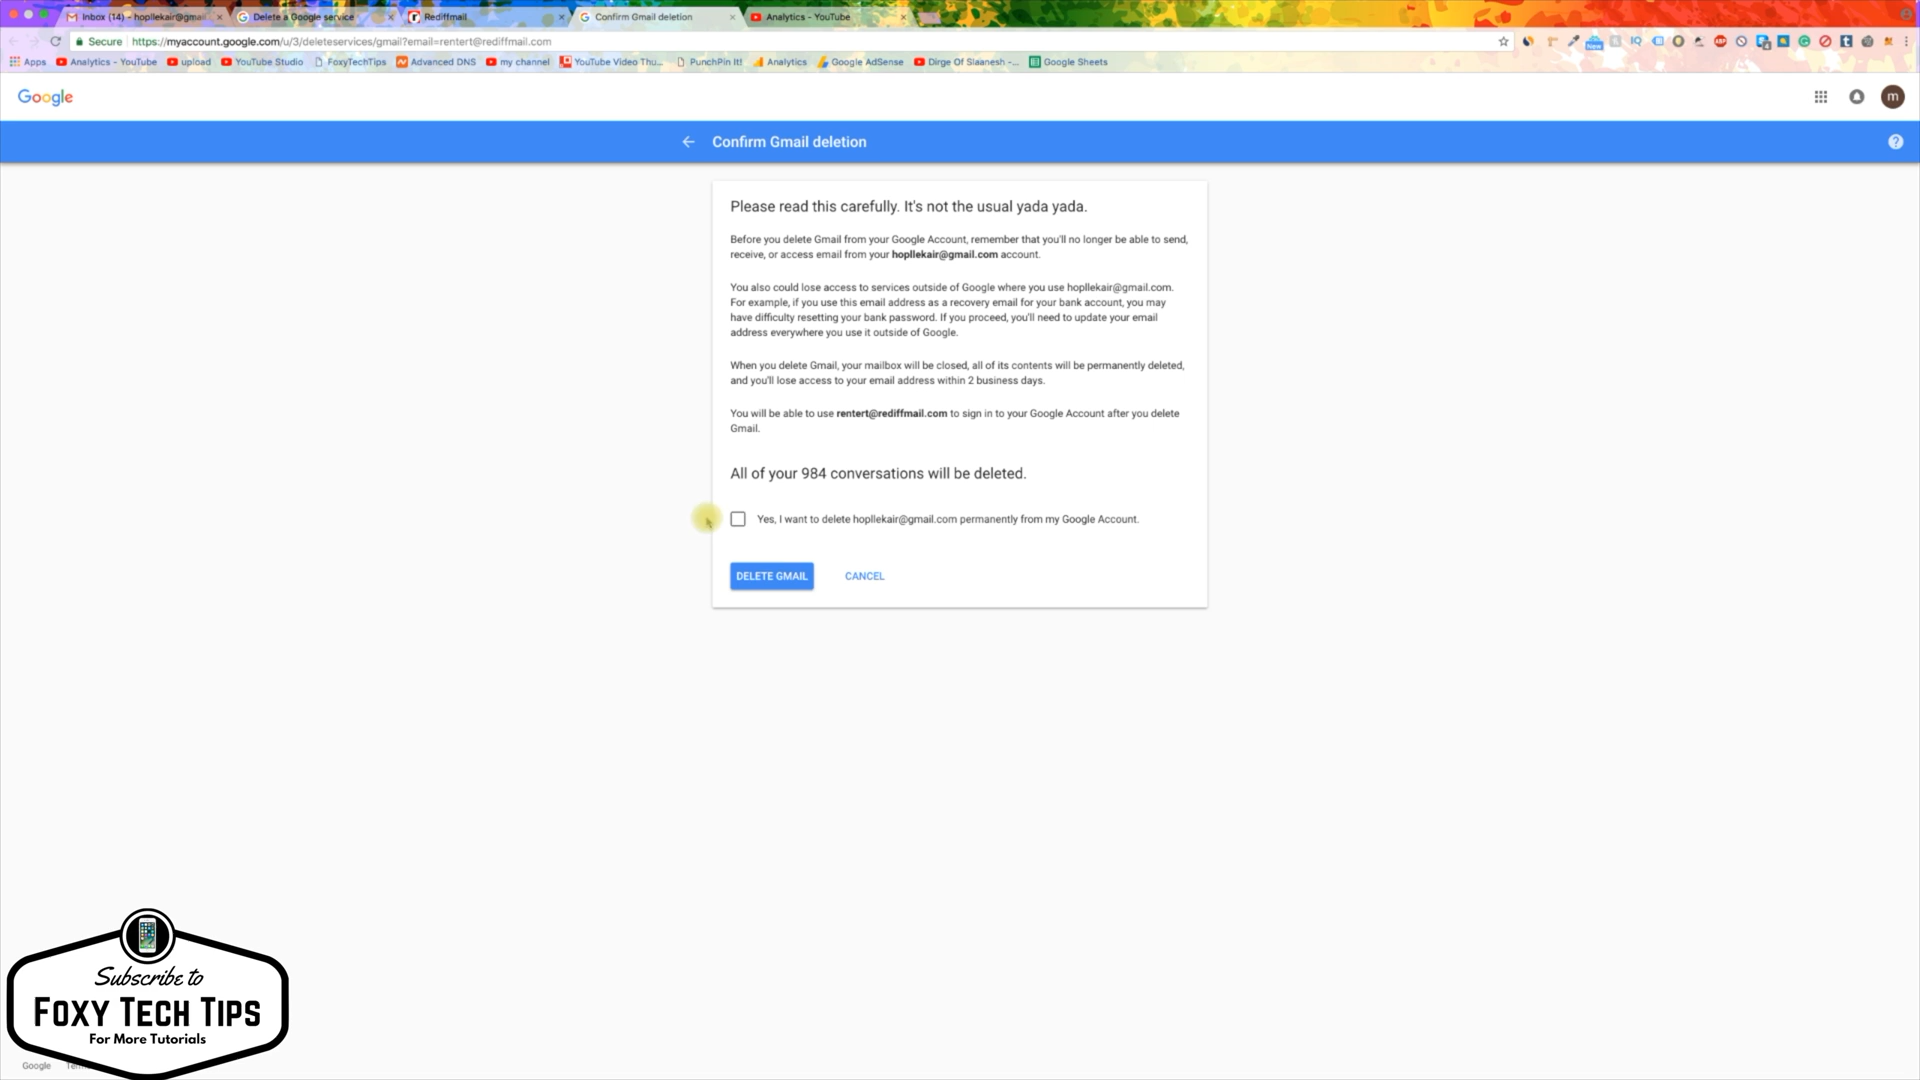 Inbox (14) - hopllekair@gmail
Delete a Google service
Rediffmail
Confirm Gmail deletion
Analytics - YouTube
Secure
https://myaccount.google.com/u/3/deleteservices/gmail?email=rentert@rediffmail.com
Apps
Analytics - YouTube
upload
YouTube Studio
FoxyTechTips
Advanced DNS
my channel
YouTube Video Thu...
PunchPin It!
Analytics
Google AdSense
Dirge Of Slaanesh -...
Google Sheets
Google
m
Confirm Gmail deletion
Please read this carefully. It's not the usual yada yada.
Before you delete Gmail from your Google Account, remember that you'll no longer be able to send,
receive, or access email from your hopllekair@gmail.com account.
You also could lose access to services outside of Google where you use hopllekair@gmail.com.
For example, if you use this email address as a recovery email for your bank account, you may
have difficulty resetting your bank password. If you proceed, you'll need to update your email
address everywhere you use it outside of Google.
When you delete Gmail, your mailbox will be closed, all of its contents will be permanently deleted,
and you'll lose access to your email address within 2 business days.
You will be able to use rentert@rediffmail.com to sign in to your Google Account after you delete
Gmail.
All of your 984 conversations will be deleted.
Yes, I want to delete hopllekair@gmail.com permanently from my Google Account.
DELETE GMAIL
CANCEL
Subscribe to
FOXY TECH TIPS
For More Tutorials
Google